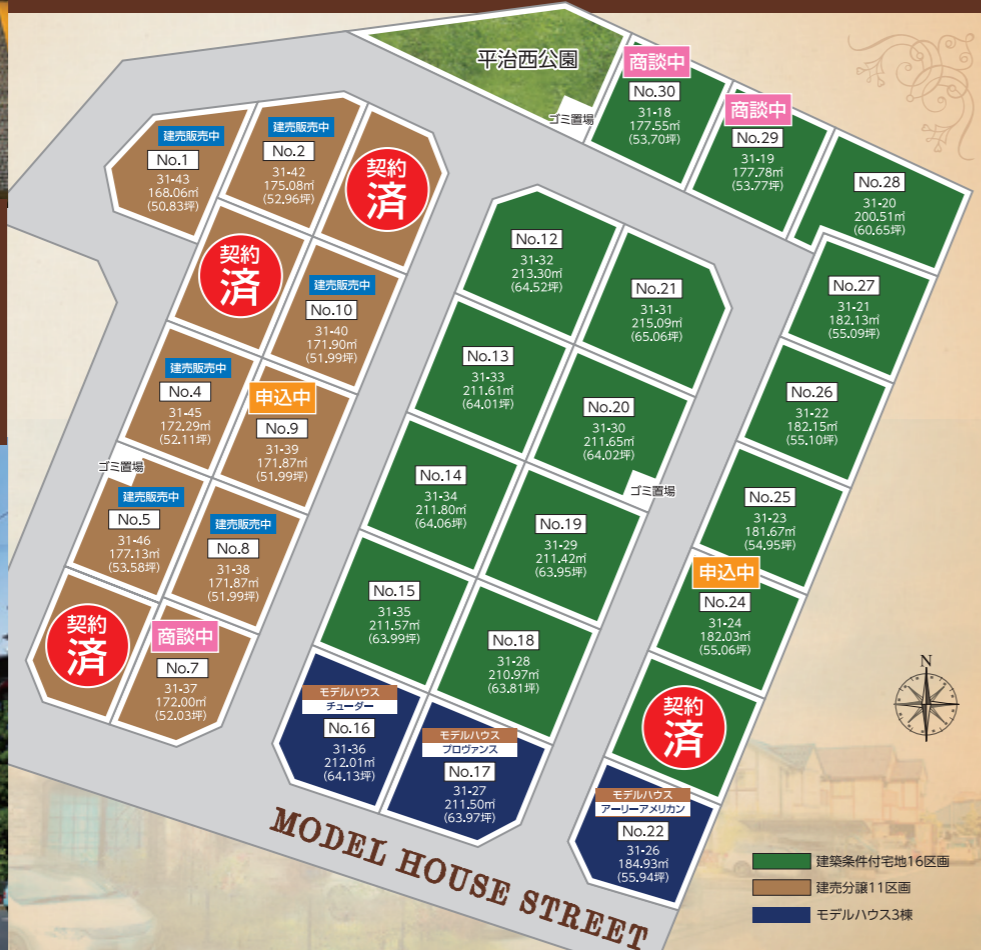 平治西公園
ゴミ置場
商談中
No.30
31-18
177.55㎡
(53.70坪)
商談中
No.29
31-19
177.78㎡
(53.77坪)
No.28
31-20
200.51㎡
(60.65坪)
No.27
31-21
182.13㎡
(55.09坪)
No.26
31-22
182.15㎡
(55.10坪)
No.25
31-23
181.67㎡
(54.95坪)
申込中
No.24
31-24
182.03㎡
(55.06坪)
契約
済
モデルハウス
アーリーアメリカン
No.22
31-26
184.93㎡
(55.94坪)
建売販売中
No.1
31-43
168.06㎡
(50.83坪)
建売販売中
No.2
31-42
175.08㎡
(52.96坪)
契約
済
契約
済
建売販売中
No.10
31-40
171.90㎡
(51.99坪)
建売販売中
No.4
31-45
172.29㎡
(52.11坪)
申込中
No.9
31-39
171.87㎡
(51.99坪)
ゴミ置場
建売販売中
No.5
31-46
177.13㎡
(53.58坪)
建売販売中
No.8
31-38
171.87㎡
(51.99坪)
契約
済
商談中
No.7
31-37
172.00㎡
(52.03坪)
No.12
31-32
213.30㎡
(64.52坪)
No.21
31-31
215.09㎡
(65.06坪)
No.13
31-33
211.61㎡
(64.01坪)
No.20
31-30
211.65㎡
(64.02坪)
ゴミ置場
No.14
31-34
211.80㎡
(64.06坪)
No.19
31-29
211.42㎡
(63.95坪)
No.15
31-35
211.57㎡
(63.99坪)
No.18
31-28
210.97㎡
(63.81坪)
モデルハウス
チューダー
No.16
31-36
212.01㎡
(64.13坪)
モデルハウス
プロヴァンス
No.17
31-27
211.50㎡
(63.97坪)
MODEL HOUSE STREET
N
建築条件付宅地16区画
建売分譲11区画
モデルハウス3棟